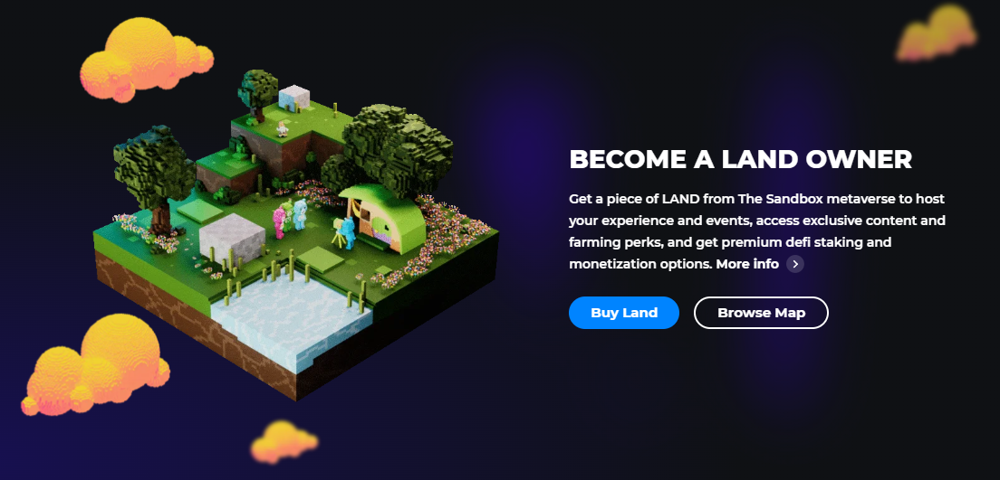 BECOME A LAND OWNER
Get a piece of LAND from The Sandbox metaverse to host
your experience and events, access exclusive content and
farming perks, and get premium defi staking and
monetization options. More info
Buy Land
Browse Map